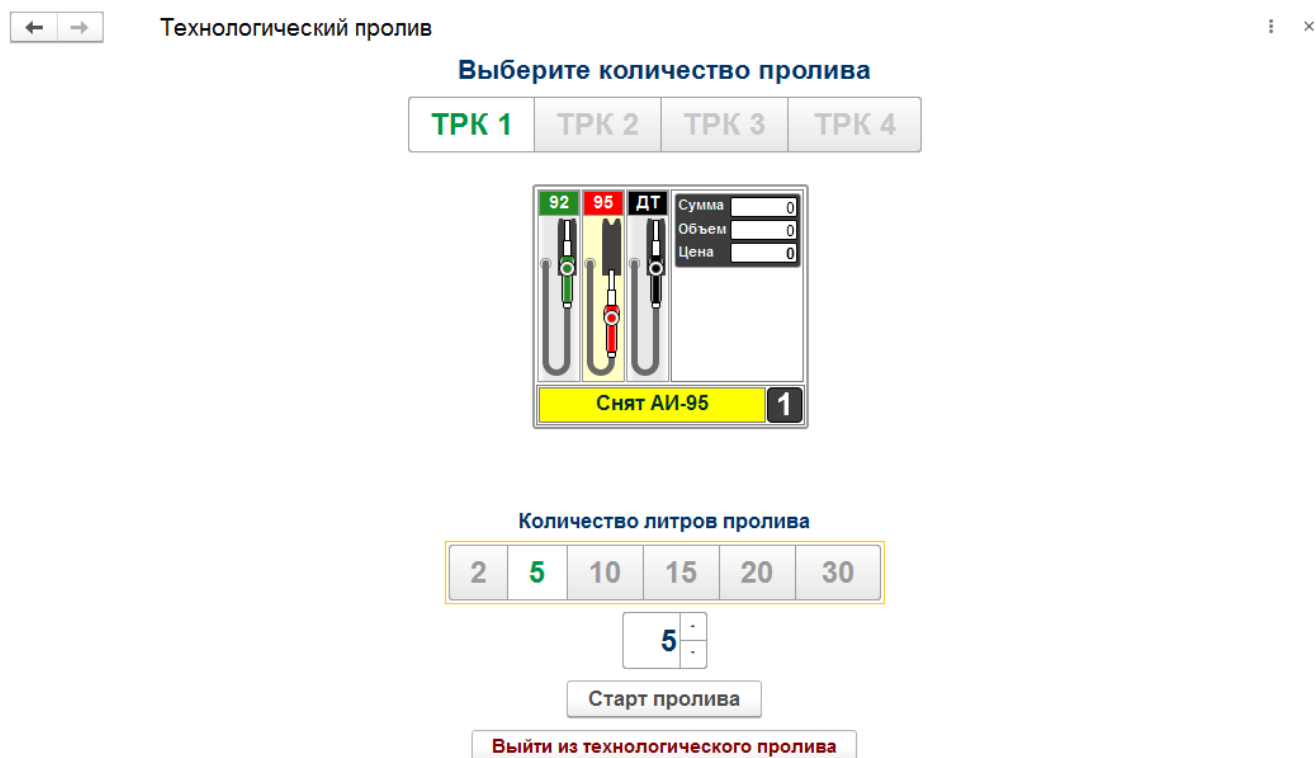 Технологический пролив
Выберите количество пролива
ТРК 1 ТРК 2 ТРК 3 ТРК 4
92 95 ДТ
Сумма 0
Объем 0
Цена 0
Снят АИ-95 1
Количество литров пролива
2 5 10 15 20 30
5
Старт пролива
Выйти из технологического пролива